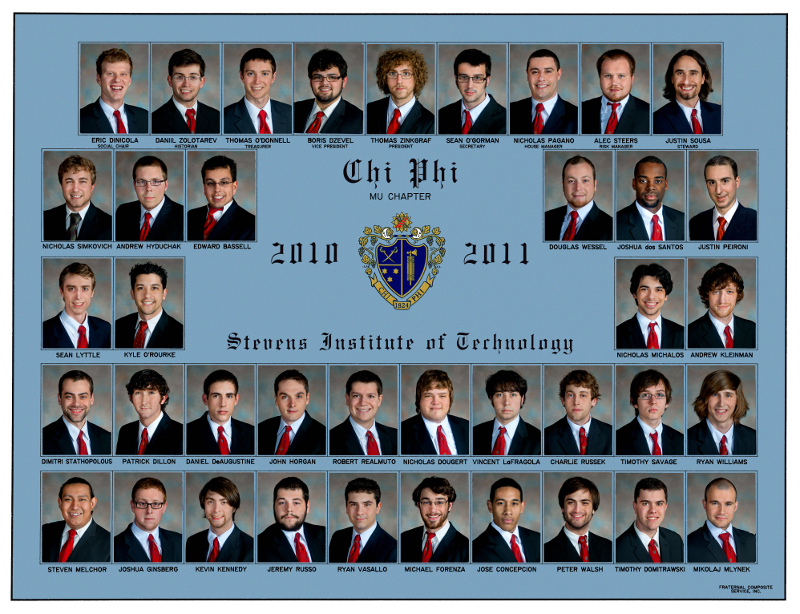 ERIC DINICOLA DANIIL ZOLOTAREV THOMAS O'DONNELL BORIS DZEVEL THOMAS ZINKGRAF SEAN O'GORMAN NICHOLAS PAGANO ALEC STEERS JUSTIN SOUSA
SOCIAL CHAIR HISTORIAN TREASURER VICE PRESIDENT PRESIDENT SECRETARY HOUSE MANAGER RISK MANAGER STEWARD
Chi Phi
MU CHAPTER
NICHOLAS SIMKOVICH ANDREW HYDUCHAK EDWARD BASSELL DOUGLAS WESSEL JOSHUA dos SANTOS JUSTIN PEIRONI
2010 2011
CHI PHI
1824
Stevens Institute of Technology
SEAN LYTTLE KYLE O'ROURKE NICHOLAS MICHALOS ANDREW KLEINMAN
DIMITRI STATHOPOLOUS PATRICK DILLON DANIEL DeAUGUSTINE JOHN HORGAN ROBERT REALMUTO NICHOLAS DOUGERT VINCENT LaFRAGOLA CHARLIE RUSSEK TIMOTHY SAVAGE RYAN WILLIAMS
STEVEN MELCHOR JOSHUA GINSBERG KEVIN KENNEDY JEREMY RUSSO RYAN VASALLO MICHAEL FORENZA JOSE CONCEPCION PETER WALSH TIMOTHY DOMITRAWSKI MIKOLAJ MLYNEK
FRATERNAL COMPOSITE
SERVICE, INC.